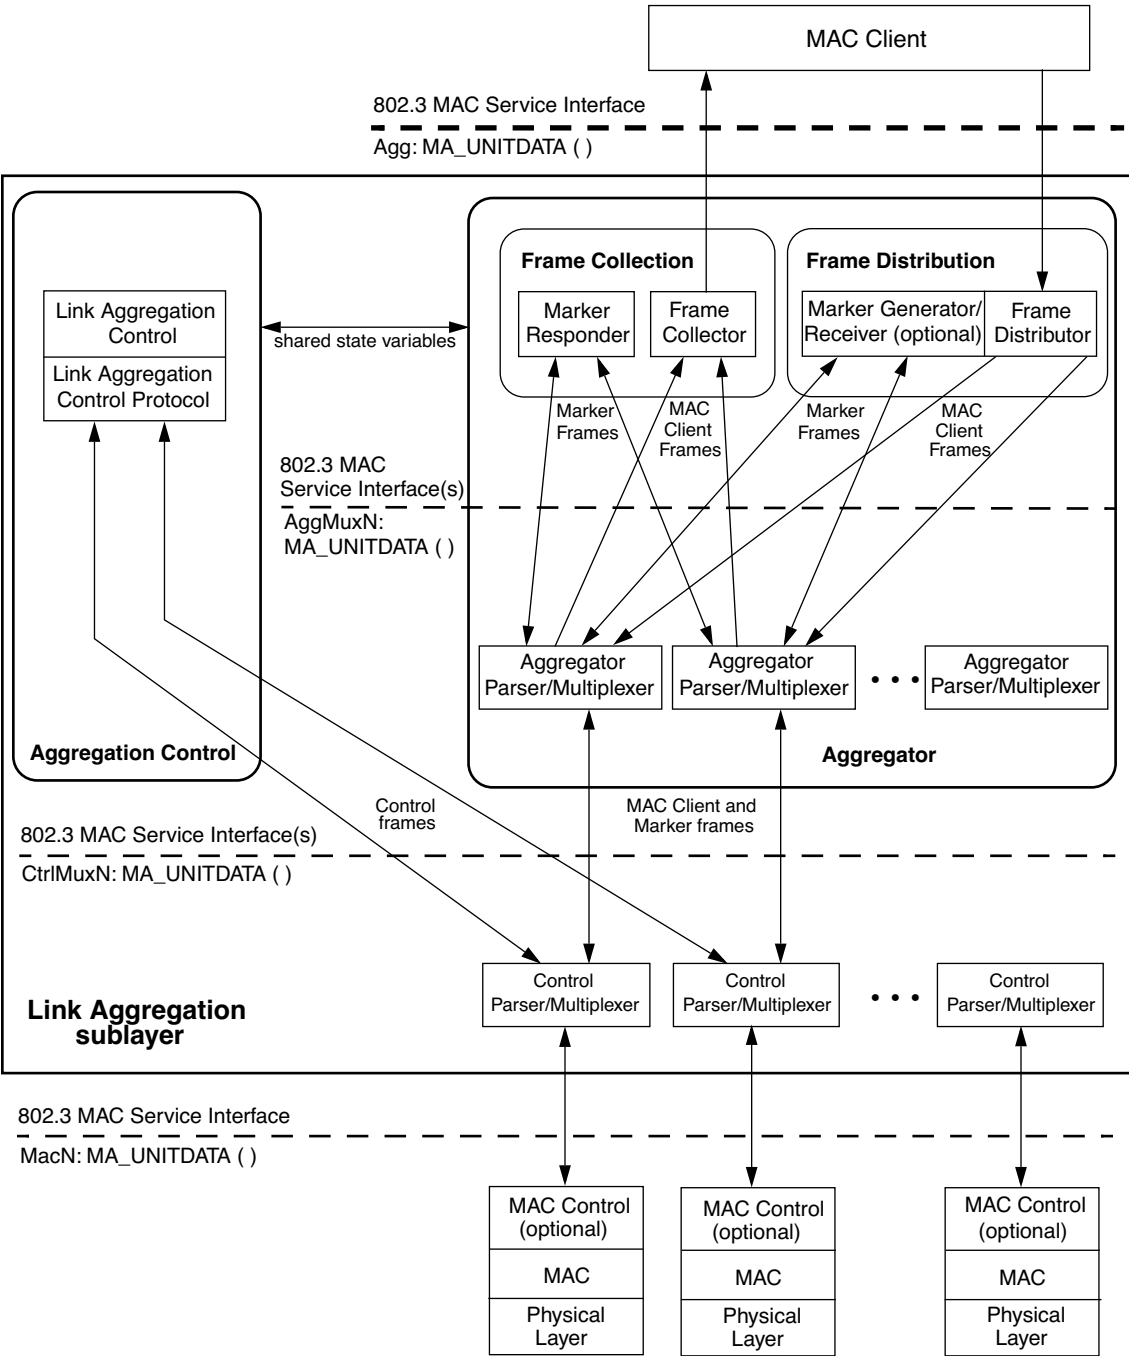 MAC Client
802.3 MAC Service Interface
Agg: MA_UNITDATA ( )
Frame Collection
Frame Distribution
Link Aggregation
Control
Link Aggregation
Control Protocol
shared state variables
Marker
Responder
Frame
Collector
Marker Generator/
Receiver (optional)
Frame
Distributor
Marker
Frames
MAC
Client
Frames
Marker
Frames
MAC
Client
Frames
802.3 MAC
Service Interface(s)
AggMuxN:
MA_UNITDATA ( )
Aggregator
Parser/Multiplexer
Aggregator
Parser/Multiplexer
• • •
Aggregator
Parser/Multiplexer
Aggregation Control
Aggregator
Control
frames
MAC Client and
Marker frames
802.3 MAC Service Interface(s)
CtrlMuxN: MA_UNITDATA ( )
Control
Parser/Multiplexer
Control
Parser/Multiplexer
• • •
Control
Parser/Multiplexer
Link Aggregation
sublayer
802.3 MAC Service Interface
MacN: MA_UNITDATA ( )
MAC Control
(optional)
MAC
Physical
Layer
MAC Control
(optional)
MAC
Physical
Layer
MAC Control
(optional)
MAC
Physical
Layer